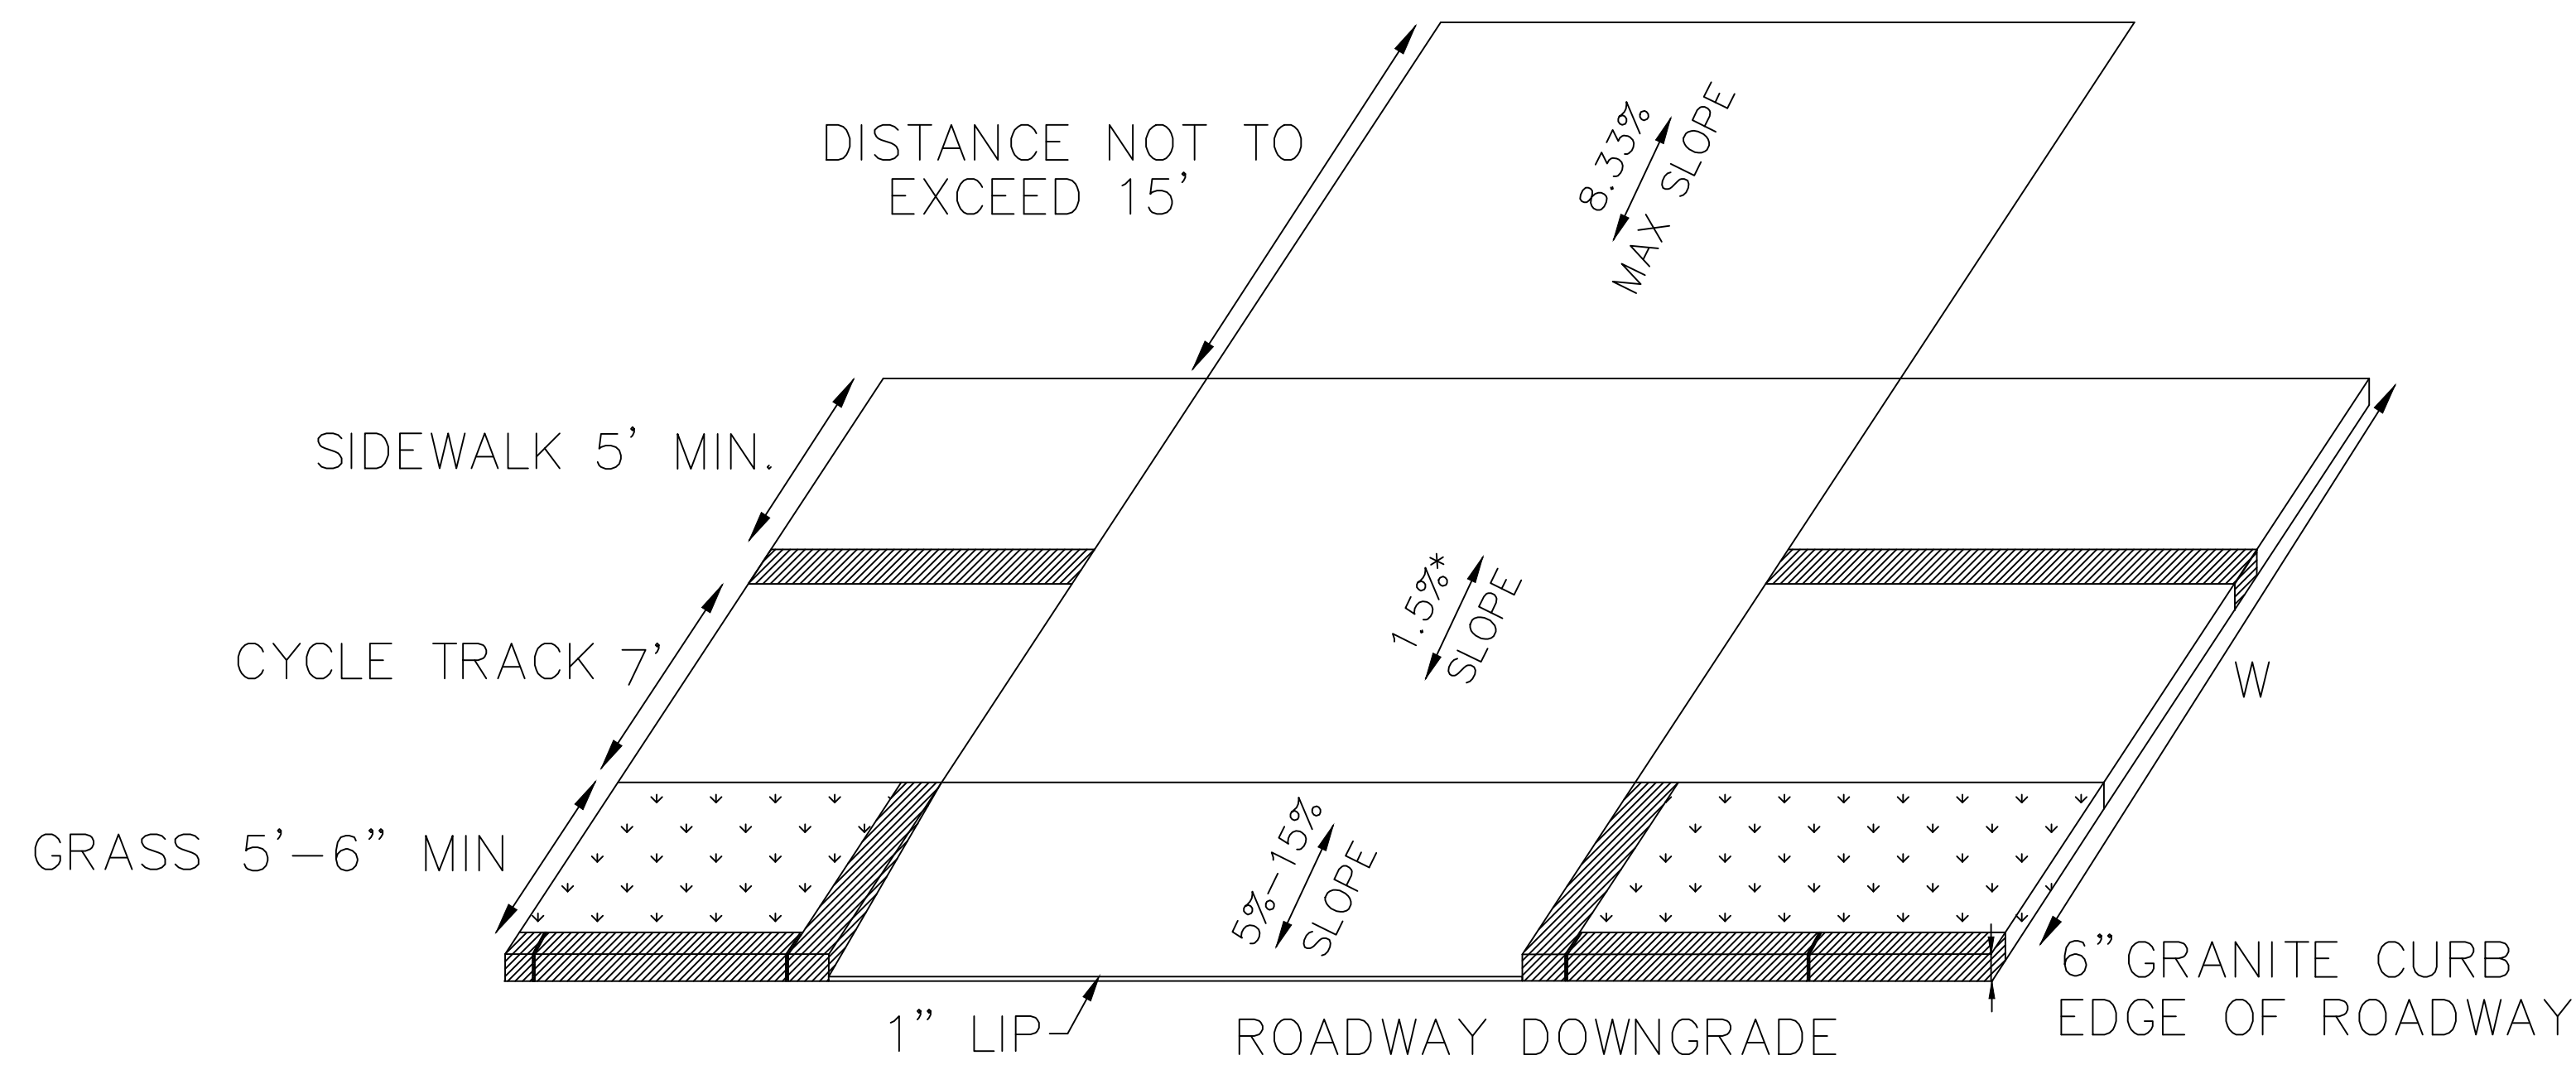 DISTANCE NOT TO
EXCEED 15'
8.33%
MAX SLOPE
SIDEWALK 5' MIN.
1.5%*
SLOPE
CYCLE TRACK 7'
W
GRASS 5'-6" MIN
5%-15%
SLOPE
6" GRANITE CURB
EDGE OF ROADWAY
1" LIP
ROADWAY DOWNGRADE